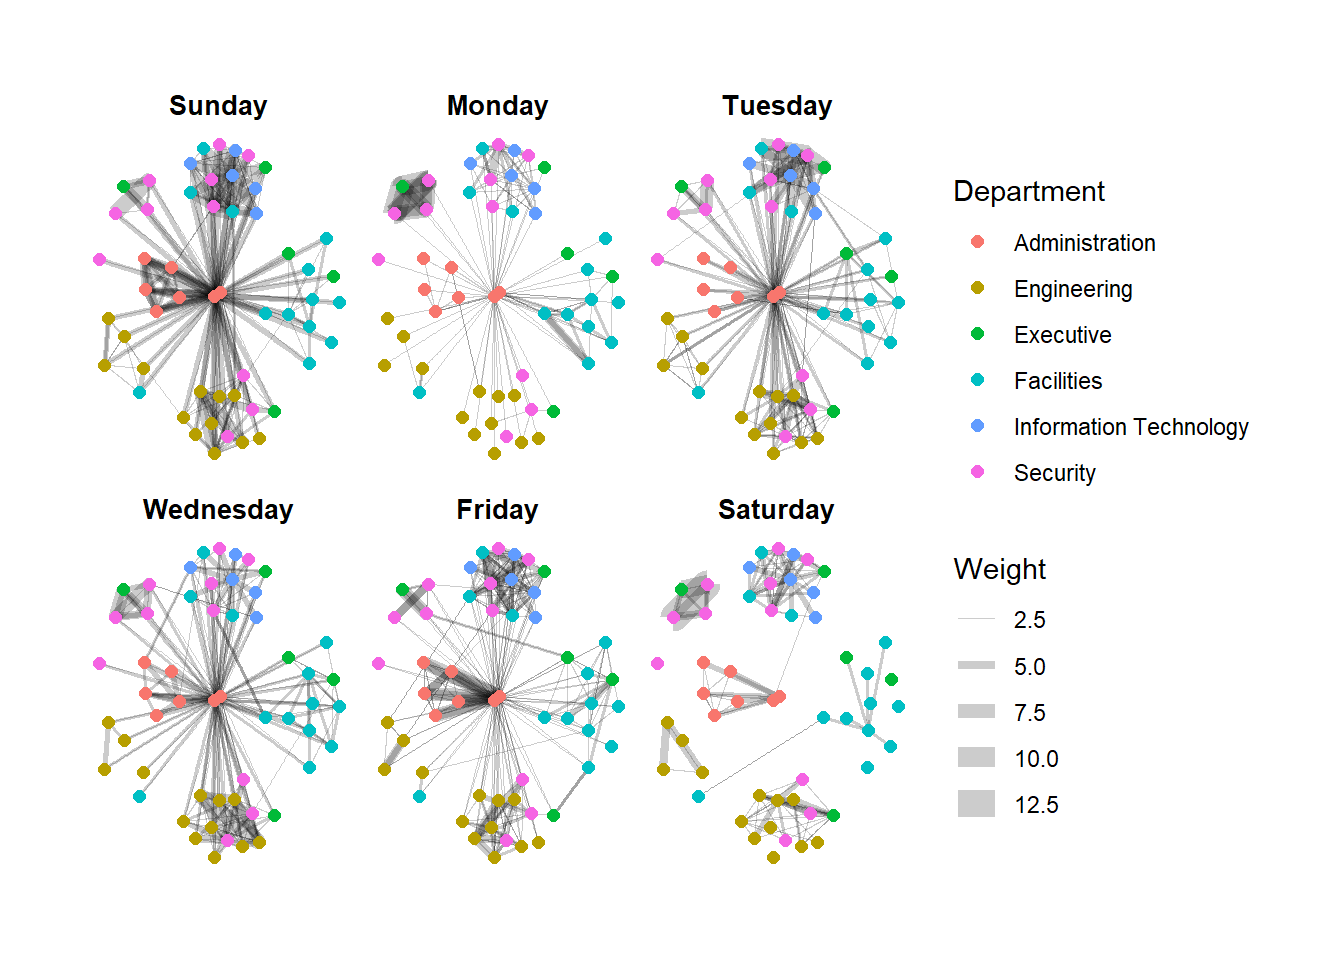 Sunday
Monday
Tuesday
Wednesday
Friday
Saturday
Department
Administration
Engineering
Executive
Facilities
Information Technology
Security
Weight
2.5
5.0
7.5
10.0
12.5